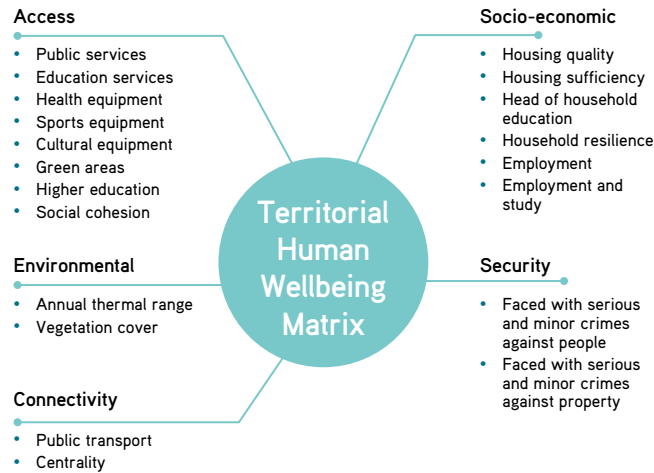 Access
• Public services
• Education services
• Health equipment
• Sports equipment
• Cultural equipment
• Green areas
• Higher education
• Social cohesion
Environmental
• Annual thermal range
• Vegetation cover
Connectivity
• Public transport
• Centrality
Territorial
Human
Wellbeing
Matrix
Socio-economic
• Housing quality
• Housing sufficiency
• Head of household
education
• Household resilience
• Employment
• Employment and
study
Security
• Faced with serious
and minor crimes
against people
• Faced with serious
and minor crimes
against property